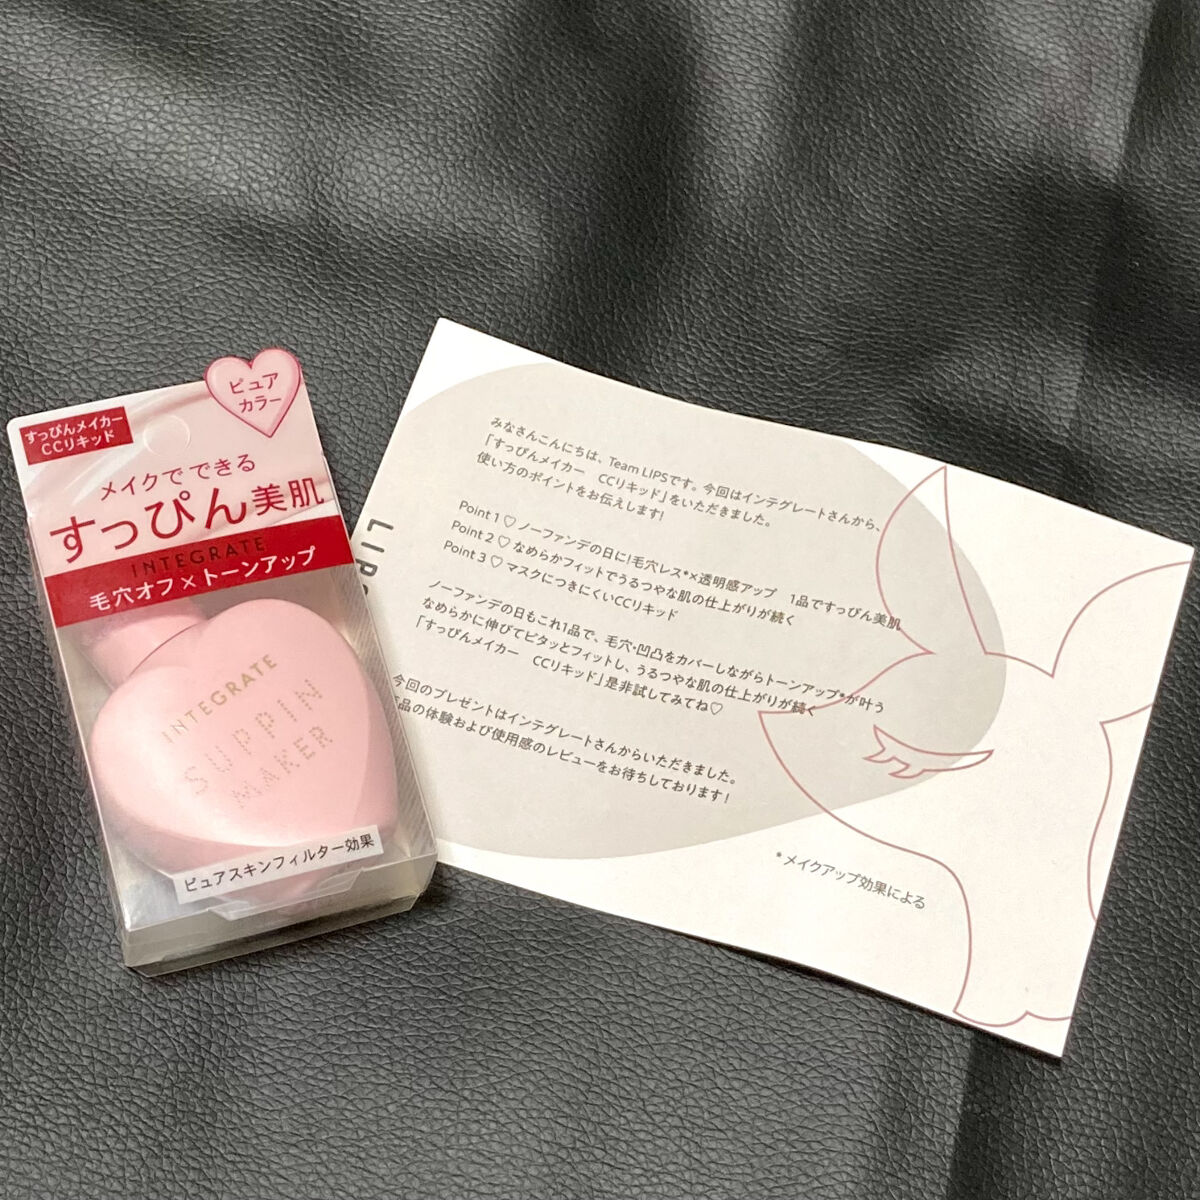 ピュア
カラー
すっぴんメイカー
CCリキッド
メイクでできる
すっぴん美肌
INTEGRATE
毛穴オフ×トーンアップ
INTEGRATE
SUPPIN
MAKER
ピュアスキンフィルター効果
LIPS
みなさんこんにちは、Team LIPSです。今回はインテグレートさんから、
「すっぴんメイカー　CCリキッド」をいただきました。
使い方のポイントをお伝えします!
Point 1 ♡ ノーファンデの日に!毛穴レス*×透明感アップ　1品ですっぴん美肌
Point 2 ♡ なめらかフィットでうるつやな肌の仕上がりが続く
Point 3 ♡ マスクにつきにくいCCリキッド
ノーファンデの日もこれ1品で、毛穴・凹凸をカバーしながらトーンアップ*が叶う
なめらかに伸びてピタッとフィットし、うるつやな肌の仕上がりが続く
「すっぴんメイカー　CCリキッド」是非試してみてね♡
今回のプレゼントはインテグレートさんからいただきました。
品の体験および使用感のレビューをお待ちしております!
*メイクアップ効果による